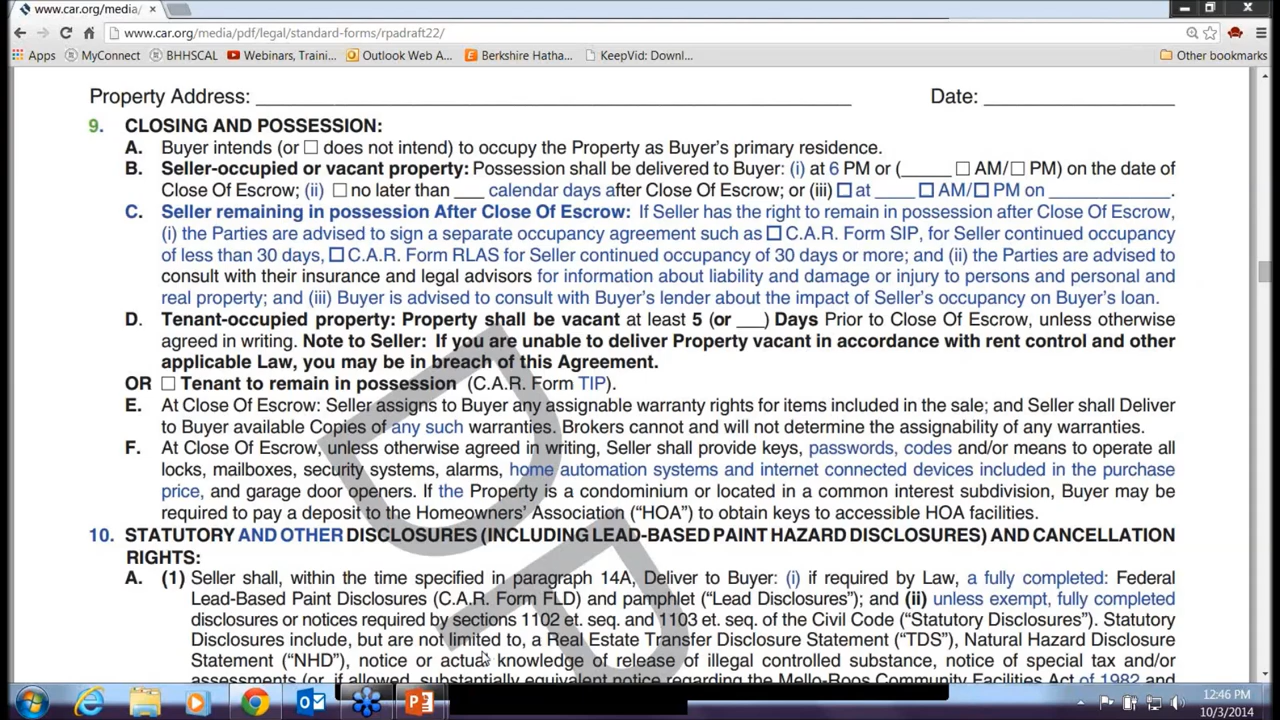 www.car.org/media/
www.car.org/media/pdf/legal/standard-forms/rpadraft22/
Apps MyConnect BHHSCAL Webinars, Traini... Outlook Web A... Berkshire Hatha... KeepVid: Downl... Other bookmarks
Property Address: ____________________ Date: ____________________
9. CLOSING AND POSSESSION:
A. Buyer intends (or ☐ does not intend) to occupy the Property as Buyer's primary residence.
B. Seller-occupied or vacant property: Possession shall be delivered to Buyer: (i) at 6 PM or (_____ ☐ AM/☐ PM) on the date of
Close Of Escrow; (ii) ☐ no later than ___ calendar days after Close Of Escrow; or (iii) ☐ at ____ ☐ AM/☐ PM on ____________.
C. Seller remaining in possession After Close Of Escrow: If Seller has the right to remain in possession after Close Of Escrow,
(i) the Parties are advised to sign a separate occupancy agreement such as ☐ C.A.R. Form SIP, for Seller continued occupancy
of less than 30 days, ☐ C.A.R. Form RLAS for Seller continued occupancy of 30 days or more; and (ii) the Parties are advised to
consult with their insurance and legal advisors for information about liability and damage or injury to persons and personal and
real property; and (iii) Buyer is advised to consult with Buyer's lender about the impact of Seller's occupancy on Buyer's loan.
D. Tenant-occupied property: Property shall be vacant at least 5 (or ___) Days Prior to Close Of Escrow, unless otherwise
agreed in writing. Note to Seller: If you are unable to deliver Property vacant in accordance with rent control and other
applicable Law, you may be in breach of this Agreement.
OR ☐ Tenant to remain in possession (C.A.R. Form TIP).
E. At Close Of Escrow: Seller assigns to Buyer any assignable warranty rights for items included in the sale; and Seller shall Deliver
to Buyer available Copies of any such warranties. Brokers cannot and will not determine the assignability of any warranties.
F. At Close Of Escrow, unless otherwise agreed in writing, Seller shall provide keys, passwords, codes and/or means to operate all
locks, mailboxes, security systems, alarms, home automation systems and internet connected devices included in the purchase
price, and garage door openers. If the Property is a condominium or located in a common interest subdivision, Buyer may be
required to pay a deposit to the Homeowners' Association ("HOA") to obtain keys to accessible HOA facilities.
10. STATUTORY AND OTHER DISCLOSURES (INCLUDING LEAD-BASED PAINT HAZARD DISCLOSURES) AND CANCELLATION
RIGHTS:
A. (1) Seller shall, within the time specified in paragraph 14A, Deliver to Buyer: (i) if required by Law, a fully completed: Federal
Lead-Based Paint Disclosures (C.A.R. Form FLD) and pamphlet ("Lead Disclosures"); and (ii) unless exempt, fully completed
disclosures or notices required by sections 1102 et. seq. and 1103 et. seq. of the Civil Code ("Statutory Disclosures"). Statutory
Disclosures include, but are not limited to, a Real Estate Transfer Disclosure Statement ("TDS"), Natural Hazard Disclosure
Statement ("NHD"), notice or actual knowledge of release of illegal controlled substance, notice of special tax and/or
assessments (or, if allowed, substantially equivalent notice regarding the Mello-Roos Community Facilities Act of 1982 and
12:46 PM
10/3/2014